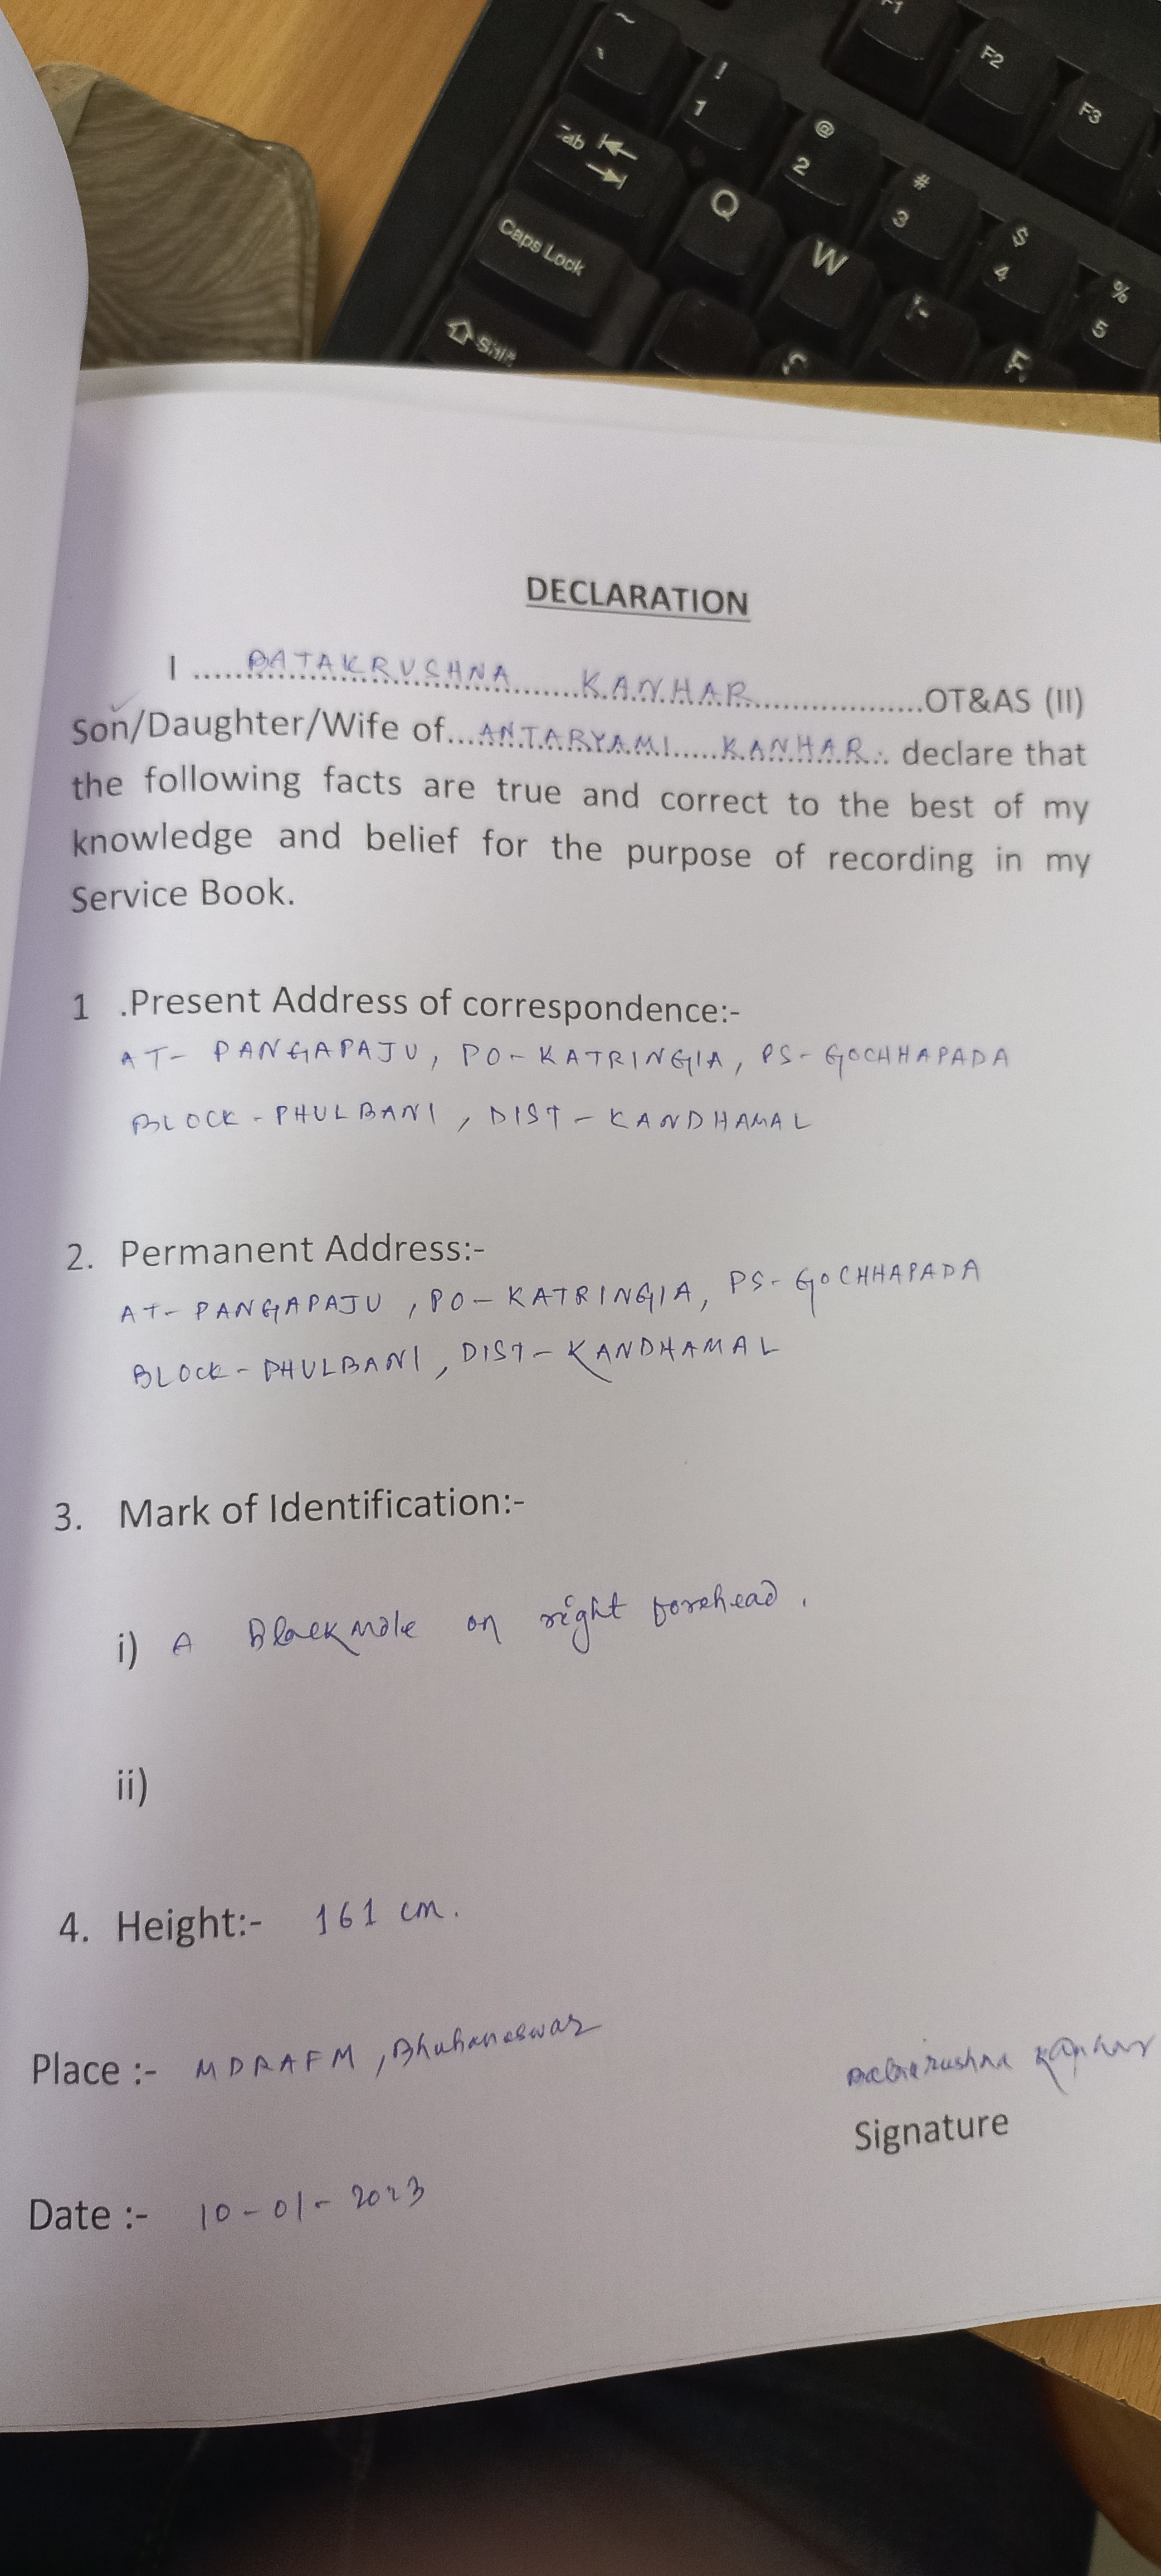 ~
`
F1
F2
F3
!
1
@
2
#
3
$
4
%
5
Tab
Q
W
Caps Lock
Shift
DECLARATION
I .....BATAKRUSHNA.......KANHAR....................OT&AS (II)
Son/Daughter/Wife of...ANTARYAMI.....KANHAR.. declare that
the following facts are true and correct to the best of my
knowledge and belief for the purpose of recording in my
Service Book.
1 .Present Address of correspondence:-
AT- PANGAPAJU, PO-KATRINGIA, PS-GOCHHAPADA
BLOCK-PHULBANI, DIST-KANDHAMAL
2. Permanent Address:-
AT-PANGAPAJU, PO-KATRINGIA, PS-GOCHHAPADA
BLOCK-PHULBANI, DIST-KANDHAMAL
3. Mark of Identification:-
i) A Black mole on right forehead.
ii)
4. Height:- 161 cm.
Place :- MDRAFM, Bhubaneswar
Batakrushna Kanhar
Signature
Date :- 10-01-2023